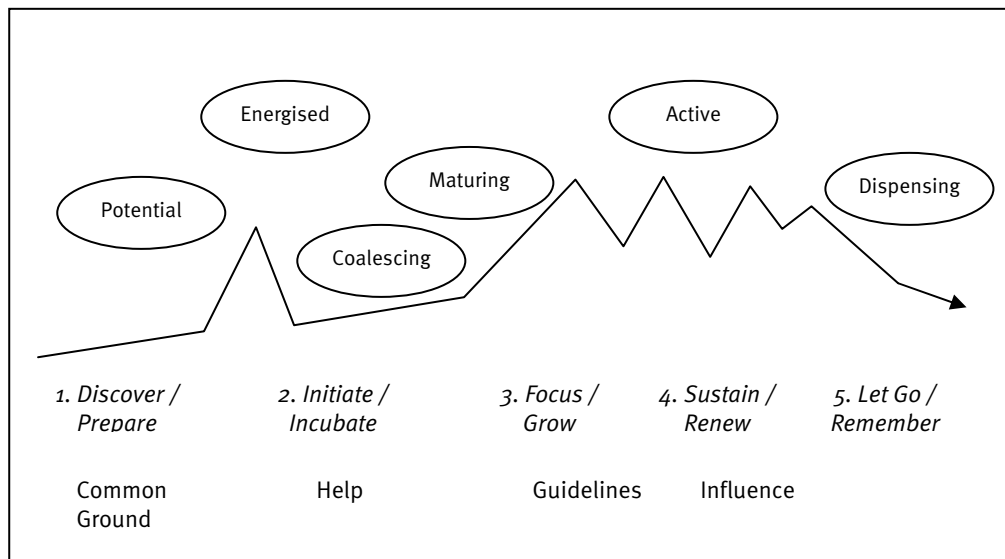 Energised
Active
Maturing
Dispensing
Potential
Coalescing
1. Discover /
Prepare
2. Initiate /
Incubate
3. Focus /
Grow
4. Sustain /
Renew
5. Let Go /
Remember
Common
Ground
Help
Guidelines
Influence